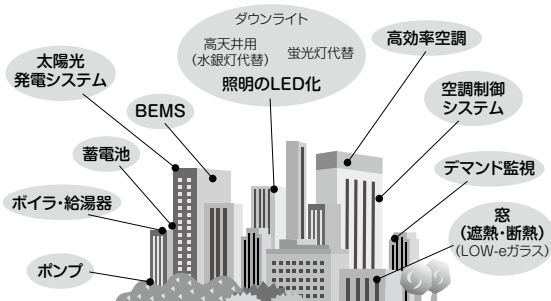 ダウンライト
高天井用
（水銀灯代替）
蛍光灯代替
照明のLED化
高効率空調
太陽光
発電システム
BEMS
空調制御
システム
蓄電池
デマンド監視
ボイラ・給湯器
窓
（遮熱・断熱）
（LOW-eガラス）
ポンプ